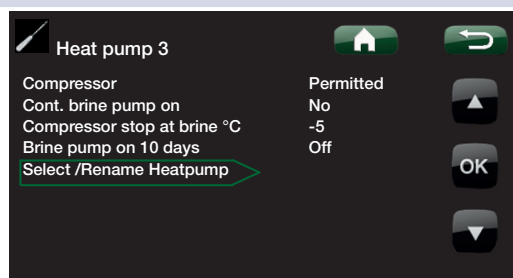 Heat pump 3
Compressor Permitted
Cont. brine pump on No
Compressor stop at brine °C -5
Brine pump on 10 days Off
Select /Rename Heatpump
OK